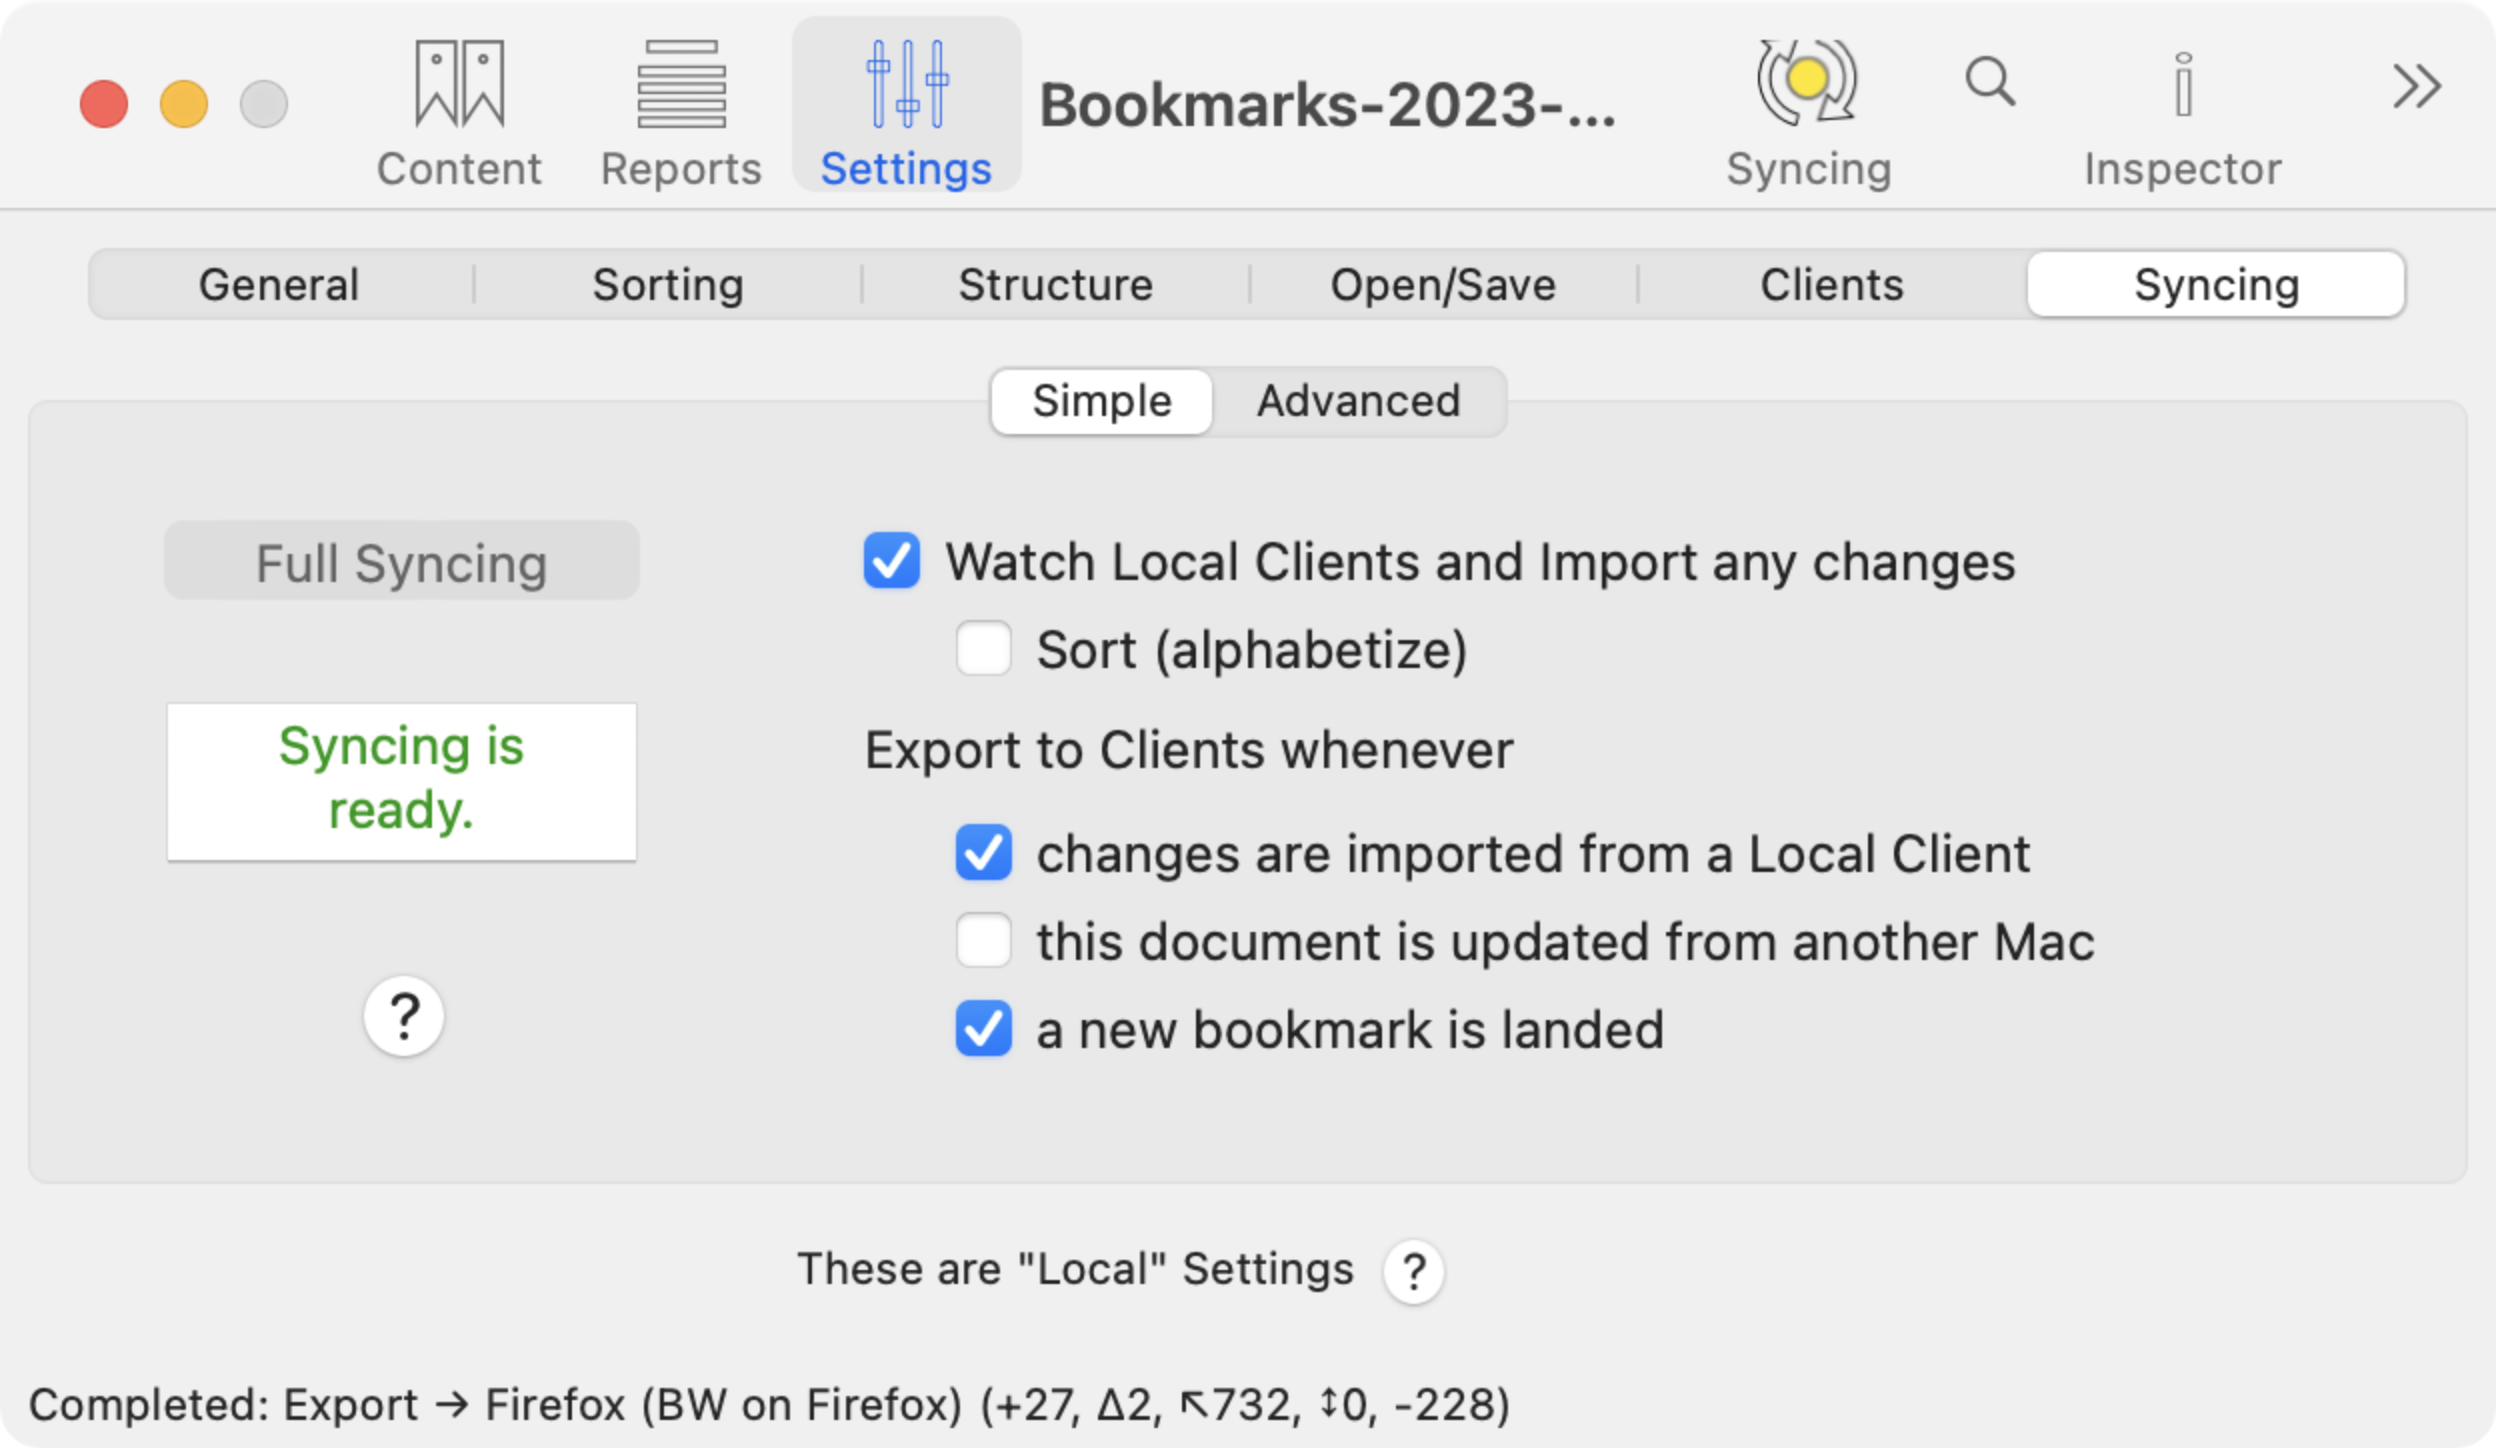 Bookmarks-2023-...
Content
Reports
Settings
Syncing
Inspector
General
Sorting
Structure
Open/Save
Clients
Syncing
Simple
Advanced
Full Syncing
Syncing is
ready.
?
Watch Local Clients and Import any changes
Sort (alphabetize)
Export to Clients whenever
changes are imported from a Local Client
this document is updated from another Mac
a new bookmark is landed
These are "Local" Settings ?
Completed: Export → Firefox (BW on Firefox) (+27, Δ2, ↖732, ↕0, -228)